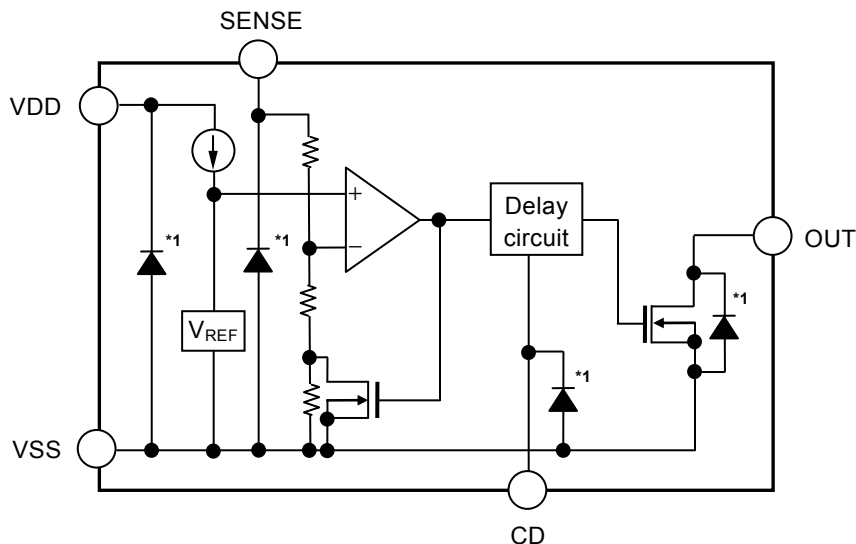 SENSE
VDD
*1
*1
+
−
Delay
circuit
OUT
*1
VREF
*1
VSS
CD